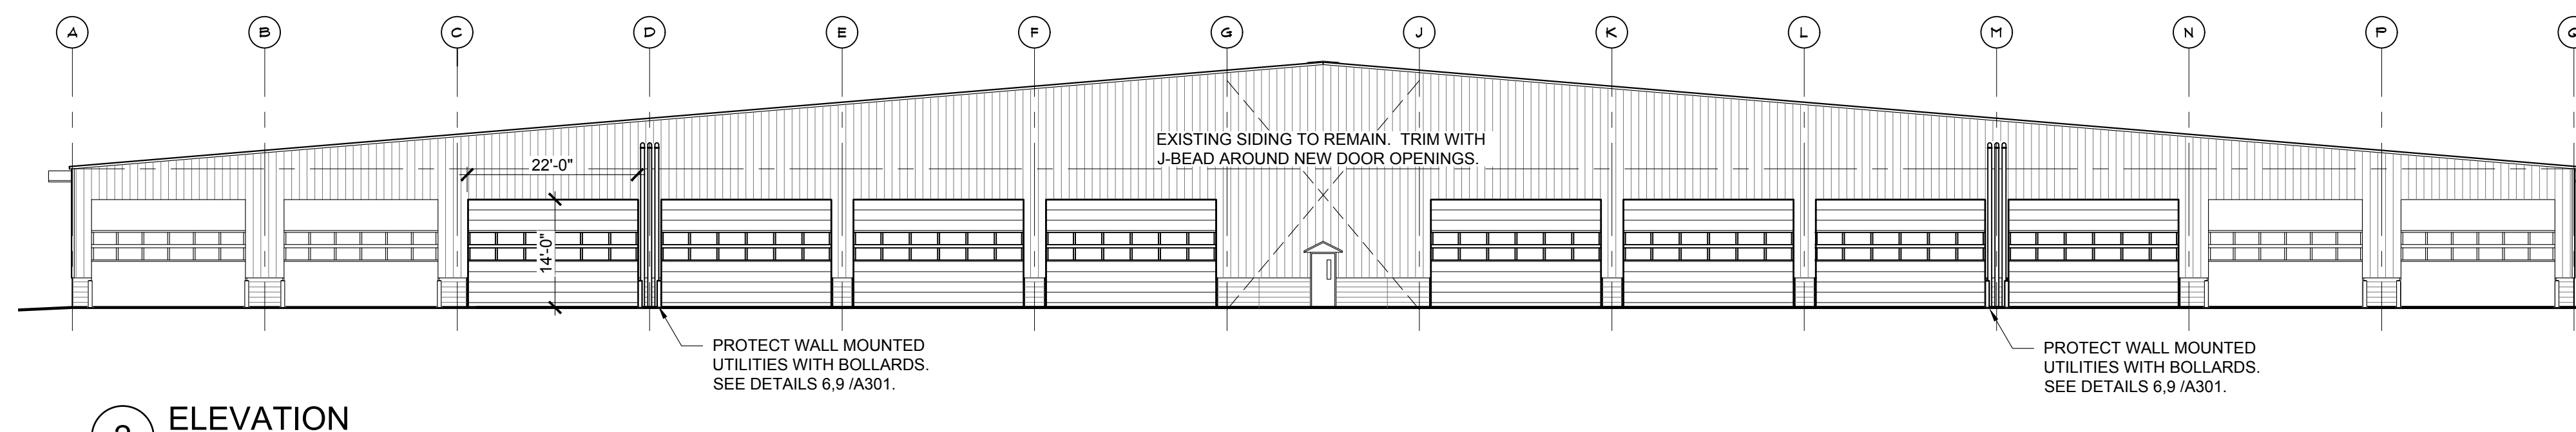 A B C D E F G J K L M N P
EXISTING SIDING TO REMAIN. TRIM WITH
J-BEAD AROUND NEW DOOR OPENINGS.
22'-0"
14'-0"
PROTECT WALL MOUNTED
UTILITIES WITH BOLLARDS.
SEE DETAILS 6,9 /A301.
PROTECT WALL MOUNTED
UTILITIES WITH BOLLARDS.
SEE DETAILS 6,9 /A301.
ELEVATION